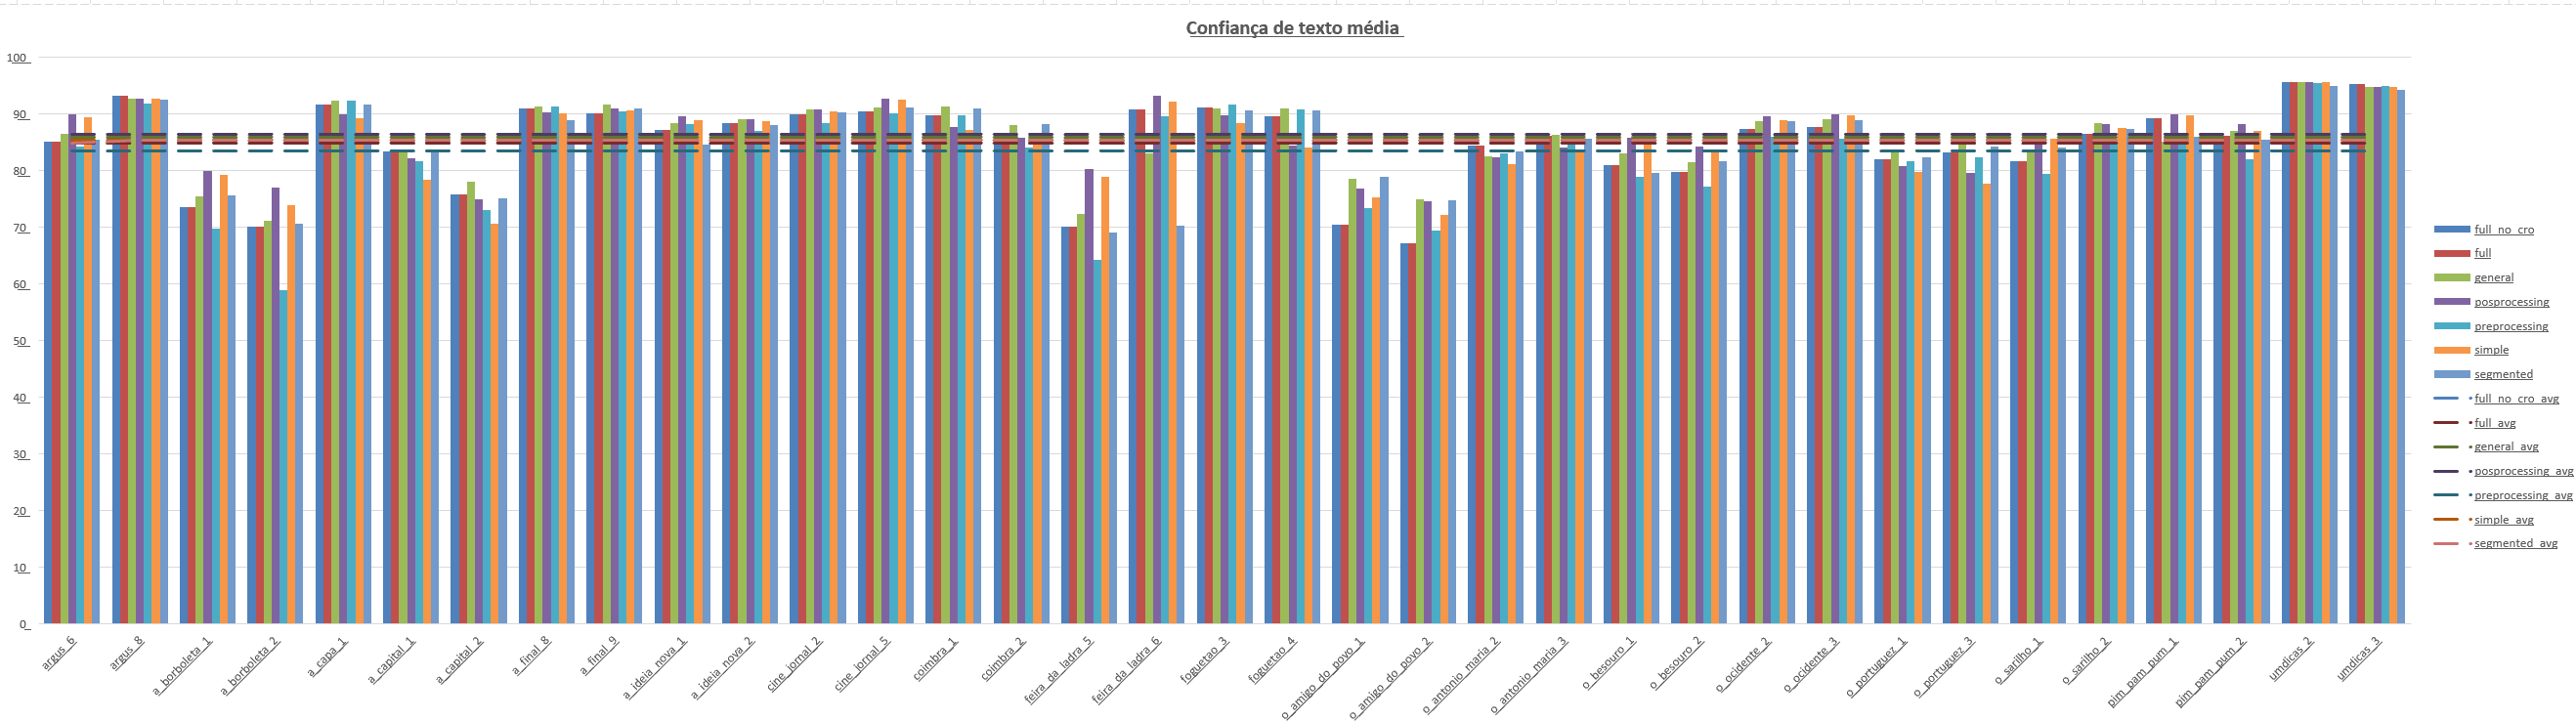 Confiança de texto média
100
90
80
70
60
50
40
30
20
10
0
argus_6
argus_8
a_borboleta_1
a_borboleta_2
a_capa_1
a_capital_1
a_capital_2
a_final_8
a_final_9
a_ideia_nova_1
a_ideia_nova_2
cine_jornal_2
cine_jornal_5
coimbra_1
coimbra_2
feira_da_ladra_5
feira_da_ladra_6
foguetao_3
foguetao_4
o_amigo_do_povo_1
o_amigo_do_povo_2
o_antonio_maria_2
o_antonio_maria_3
o_besouro_1
o_besouro_2
o_ocidente_2
o_ocidente_3
o_portuguez_1
o_portuguez_3
o_sarilho_1
o_sarilho_2
pim_pam_pum_1
pim_pam_pum_2
umdicas_2
umdicas_3
full_no_cro
full
general
posprocessing
preprocessing
simple
segmented
full_no_cro_avg
full_avg
general_avg
posprocessing_avg
preprocessing_avg
simple_avg
segmented_avg